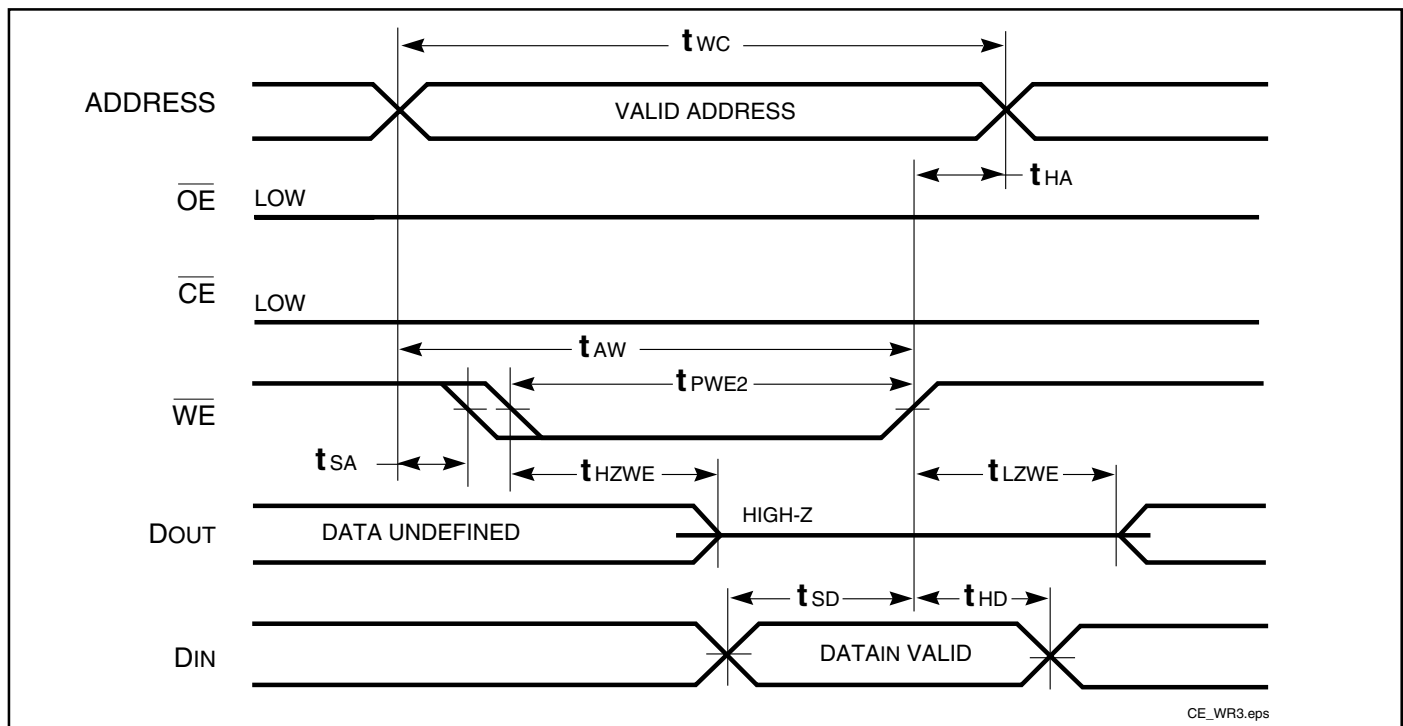 tWC
ADDRESS
VALID ADDRESS
tHA
OE
LOW
CE
LOW
tAW
tPWE2
WE
tSA
tHZWE
tLZWE
HIGH-Z
DOUT
DATA UNDEFINED
tSD
tHD
DIN
DATAIN VALID
CE_WR3.eps